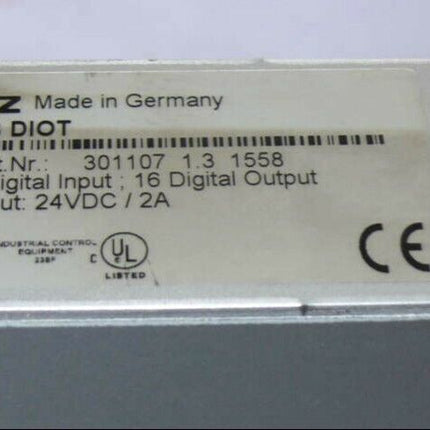 Z Made in Germany
DIOT
t.Nr.: 301107 1.3 1558
igital Input ; 16 Digital Output
ut: 24VDC / 2A
INDUSTRIAL CONTROL
EQUIPMENT
23BF
C UL
LISTED
CE